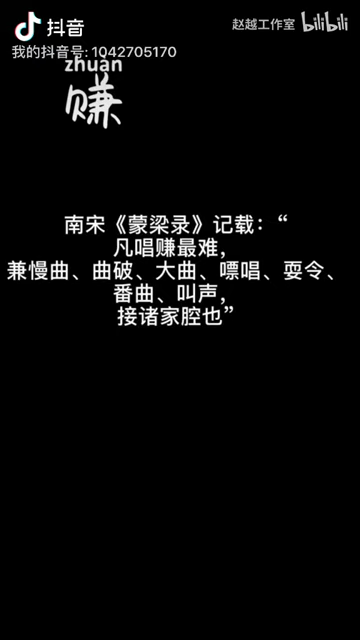 抖音
赵越工作室 bilibili
我的抖音号: 1042705170
zhuàn
赚
南宋《蒙梁录》记载：“
凡唱赚最难，
兼慢曲、曲破、大曲、嘌唱、耍令、
番曲、叫声，
接诸家腔也”